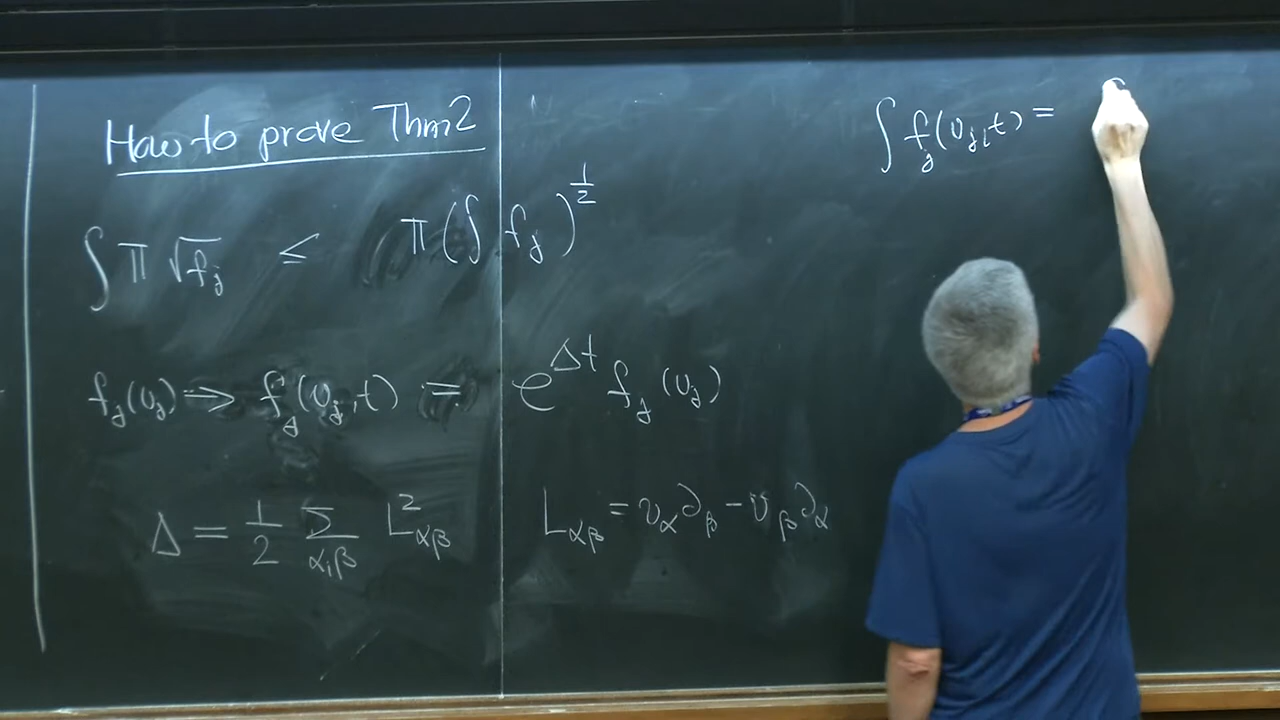 How to prove Thm 2
∫ π √f_j ≤ π (∫ f_j)^{1/2}
f_j(v_j) ⇒ f_j(v_j, t) = e^{Δt} f_j(v_j)
Δ = 1/2 Σ_{α,β} L²_{αβ} L_{αβ} = v_α ∂_β − v_β ∂_α
∫ f_j(v_j, t) =